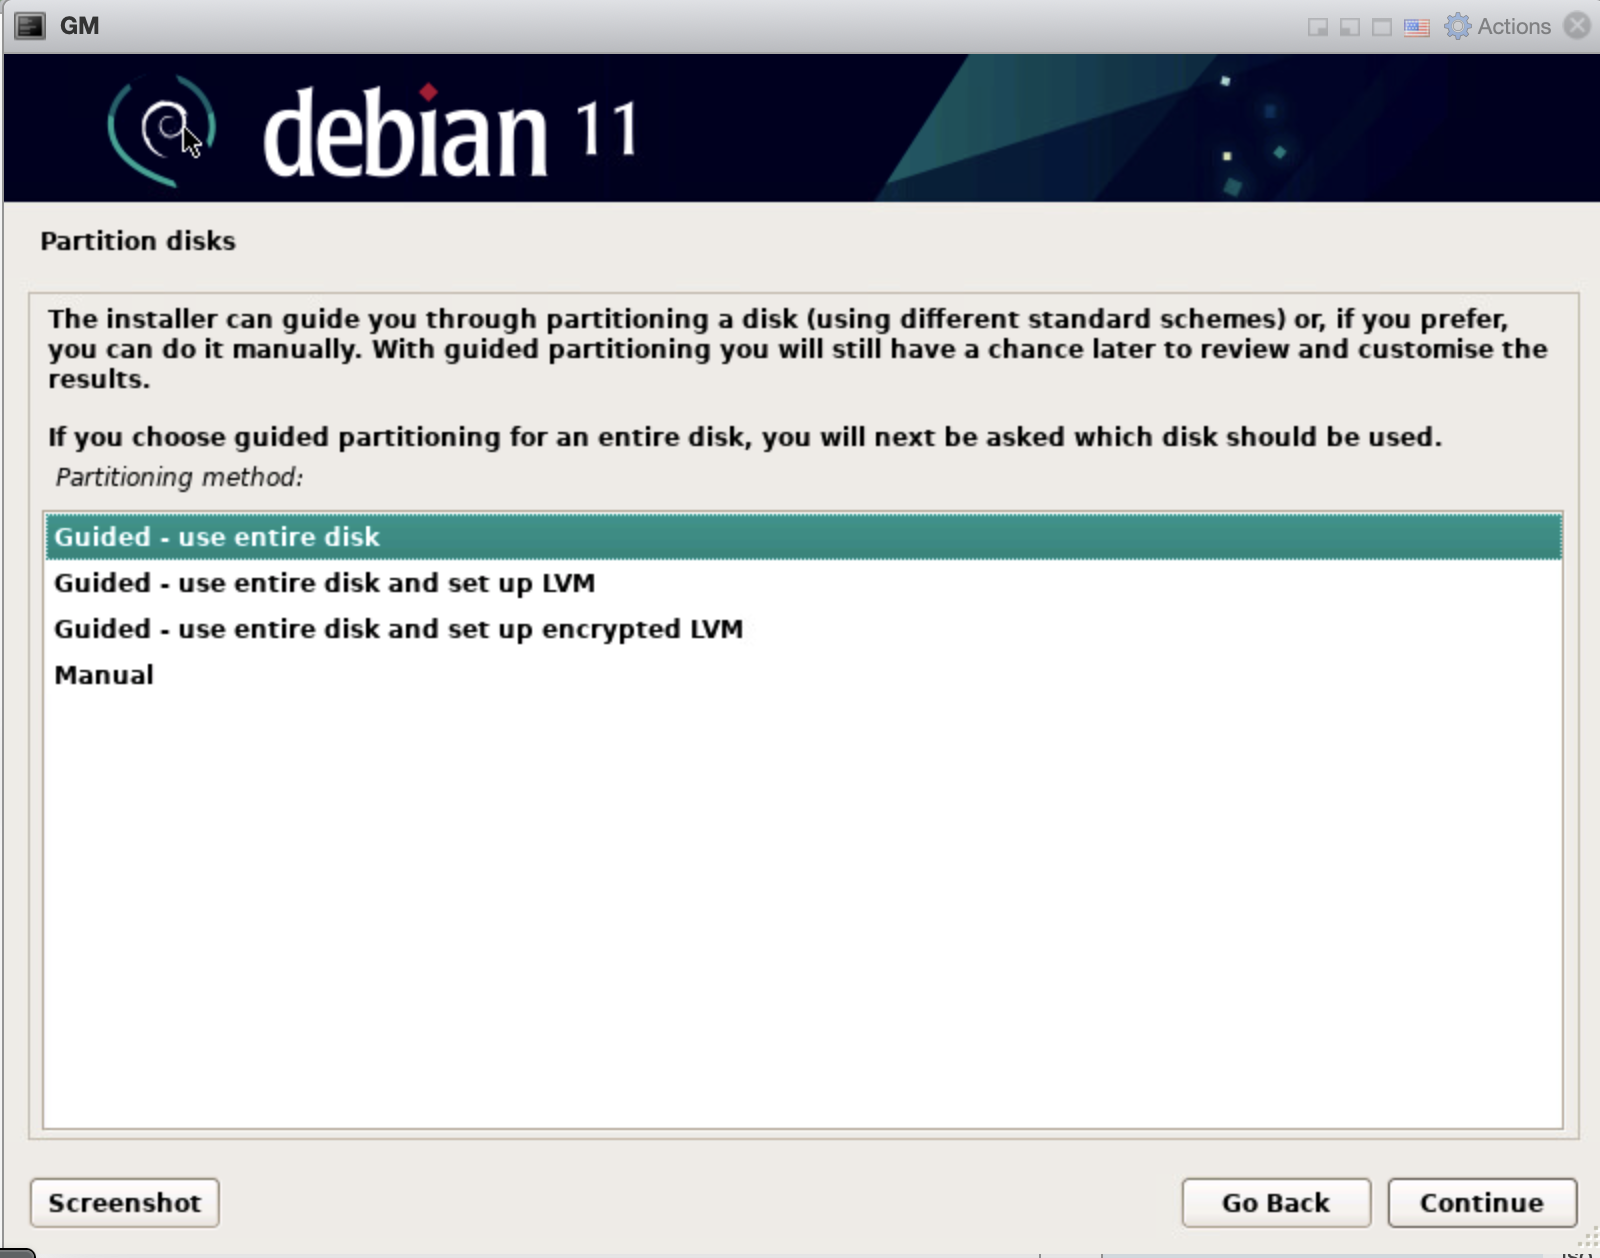 GM
Actions
debian 11
Partition disks
The installer can guide you through partitioning a disk (using different standard schemes) or, if you prefer,
you can do it manually. With guided partitioning you will still have a chance later to review and customise the
results.
If you choose guided partitioning for an entire disk, you will next be asked which disk should be used.
Partitioning method:
Guided - use entire disk
Guided - use entire disk and set up LVM
Guided - use entire disk and set up encrypted LVM
Manual
Screenshot
Go Back
Continue